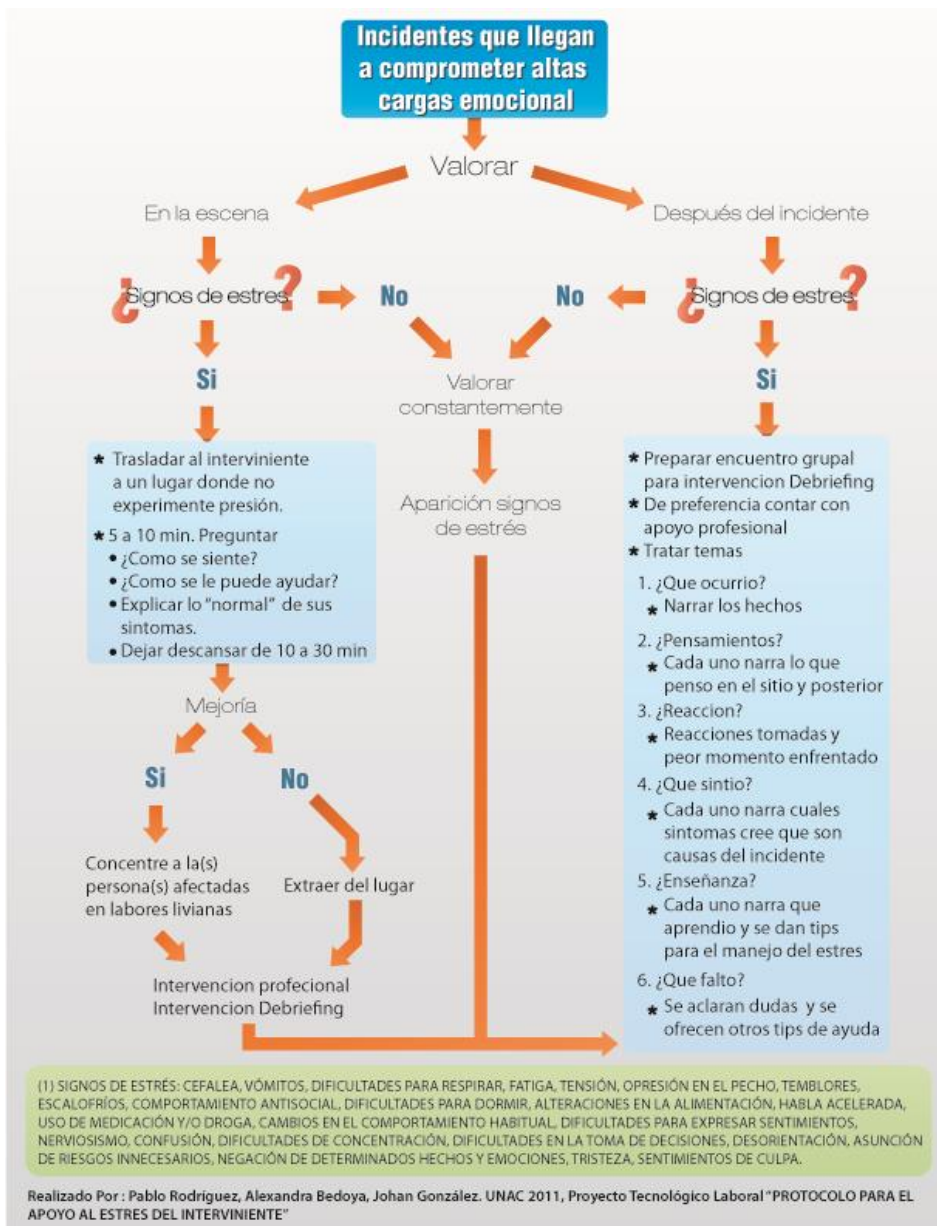 Incidentes que llegan
a comprometer altas
cargas emocional
Valorar
En la escena
Después del incidente
¿Signos de estres?
No
No
¿Signos de estres?
Si
Valorar
constantemente
Si
* Trasladar al interviniente
a un lugar donde no
experimente presión.
* 5 a 10 min. Preguntar
• ¿Como se siente?
• ¿Como se le puede ayudar?
• Explicar lo "normal" de sus
sintomas.
• Dejar descansar de 10 a 30 min
Aparición signos
de estrés
* Preparar encuentro grupal
para intervencion Debriefing
* De preferencia contar con
apoyo profesional
* Tratar temas
1. ¿Que ocurrio?
* Narrar los hechos
2. ¿Pensamientos?
* Cada uno narra lo que
penso en el sitio y posterior
3. ¿Reaccion?
* Reacciones tomadas y
peor momento enfrentado
4. ¿Que sintio?
* Cada uno narra cuales
sintomas cree que son
causas del incidente
5. ¿Enseñanza?
* Cada uno narra que
aprendio y se dan tips
para el manejo del estres
6. ¿Que falto?
* Se aclaran dudas y se
ofrecen otros tips de ayuda
Mejoría
Si
No
Concentre a la(s)
persona(s) afectadas
en labores livianas
Extraer del lugar
Intervencion profecional
Intervencion Debriefing
(1) SIGNOS DE ESTRÉS: CEFALEA, VÓMITOS, DIFICULTADES PARA RESPIRAR, FATIGA, TENSIÓN, OPRESIÓN EN EL PECHO, TEMBLORES,
ESCALOFRÍOS, COMPORTAMIENTO ANTISOCIAL, DIFICULTADES PARA DORMIR, ALTERACIONES EN LA ALIMENTACIÓN, HABLA ACELERADA,
USO DE MEDICACIÓN Y/O DROGA, CAMBIOS EN EL COMPORTAMIENTO HABITUAL, DIFICULTADES PARA EXPRESAR SENTIMIENTOS,
NERVIOSISMO, CONFUSIÓN, DIFICULTADES DE CONCENTRACIÓN, DIFICULTADES EN LA TOMA DE DECISIONES, DESORIENTACIÓN, ASUNCIÓN
DE RIESGOS INNECESARIOS, NEGACIÓN DE DETERMINADOS HECHOS Y EMOCIONES, TRISTEZA, SENTIMIENTOS DE CULPA.
Realizado Por : Pablo Rodríguez, Alexandra Bedoya, Johan González. UNAC 2011, Proyecto Tecnológico Laboral "PROTOCOLO PARA EL
APOYO AL ESTRES DEL INTERVINIENTE"